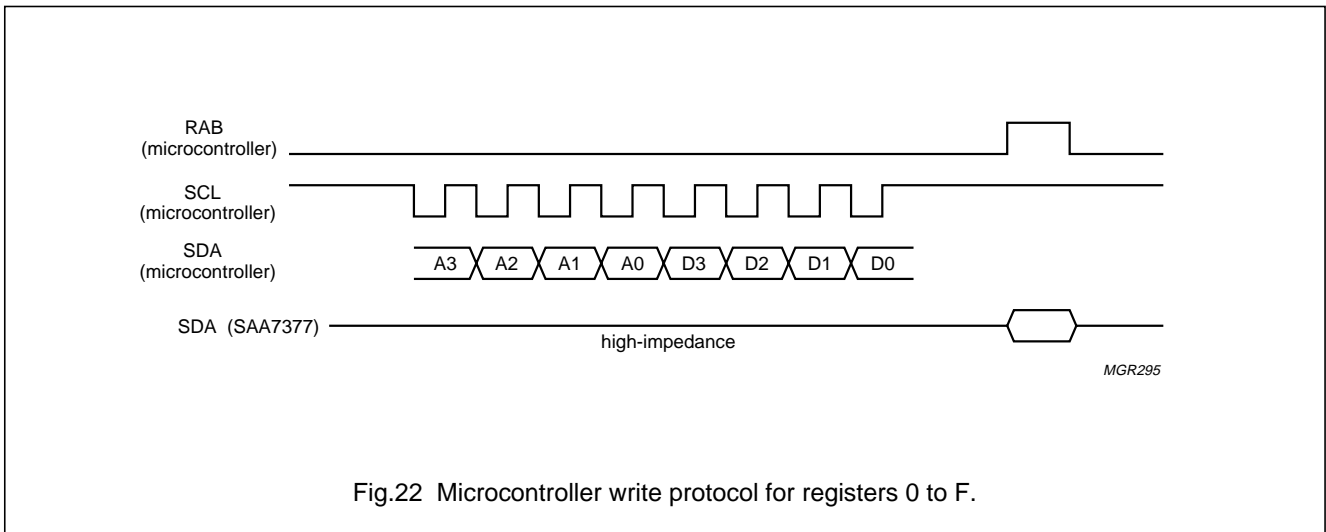 RAB
(microcontroller)
SCL
(microcontroller)
SDA
(microcontroller)
A3 A2 A1 A0 D3 D2 D1 D0
SDA (SAA7377)
high-impedance
MGR295
Fig.22 Microcontroller write protocol for registers 0 to F.